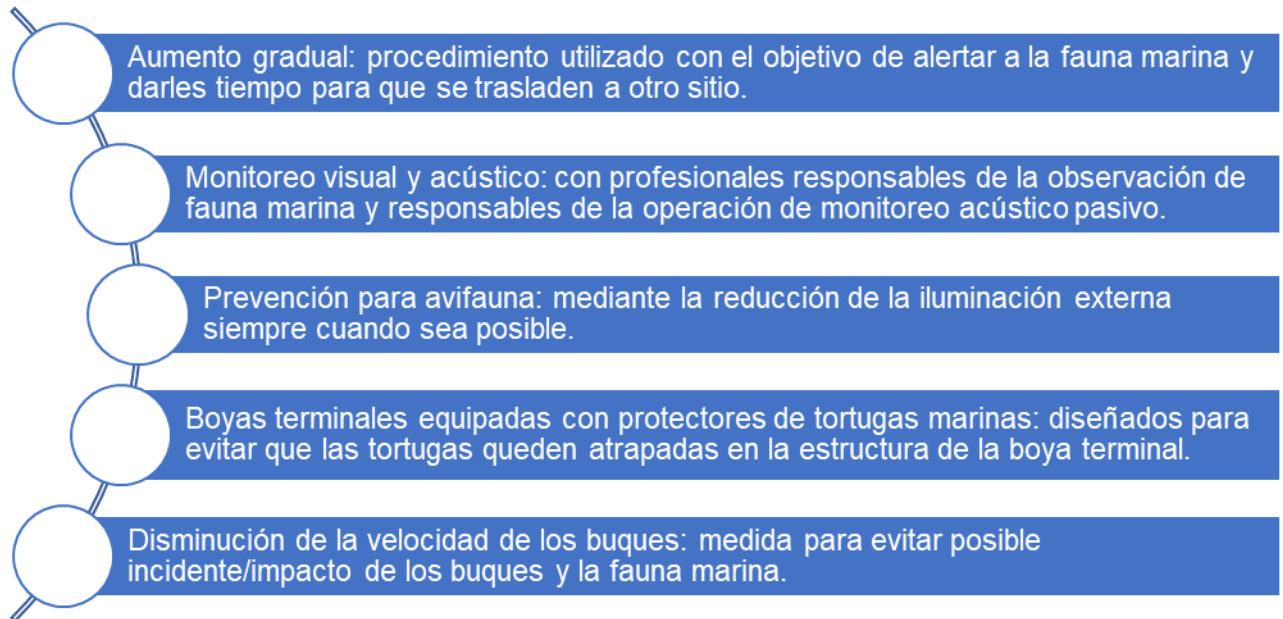 Aumento gradual: procedimiento utilizado con el objetivo de alertar a la fauna marina y
darles tiempo para que se trasladen a otro sitio.
Monitoreo visual y acústico: con profesionales responsables de la observación de
fauna marina y responsables de la operación de monitoreo acústico pasivo.
Prevención para avifauna: mediante la reducción de la iluminación externa
siempre cuando sea posible.
Boyas terminales equipadas con protectores de tortugas marinas: diseñados para
evitar que las tortugas queden atrapadas en la estructura de la boya terminal.
Disminución de la velocidad de los buques: medida para evitar posible
incidente/impacto de los buques y la fauna marina.